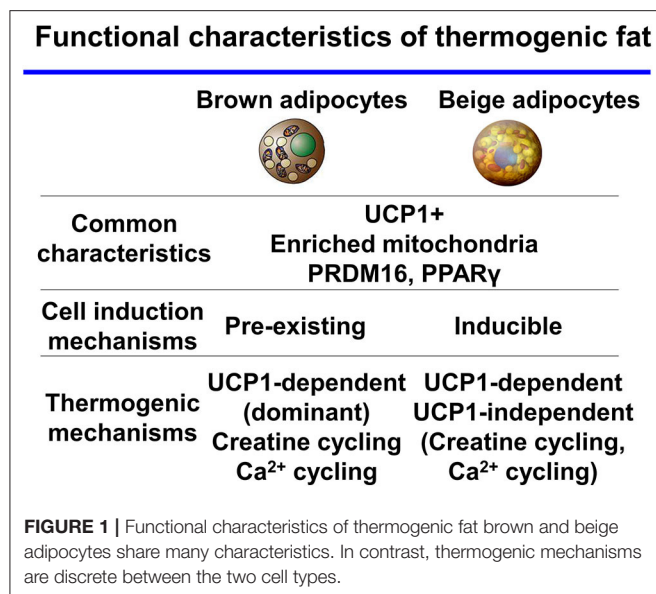 Functional characteristics of thermogenic fat
Brown adipocytes Beige adipocytes
Common characteristics
UCP1+
Enriched mitochondria
PRDM16, PPARγ
Cell induction mechanisms
Pre-existing
Inducible
Thermogenic mechanisms
UCP1-dependent
(dominant)
Creatine cycling
Ca²⁺ cycling
UCP1-dependent
UCP1-independent
(Creatine cycling,
Ca²⁺ cycling)
FIGURE 1 | Functional characteristics of thermogenic fat brown and beige
adipocytes share many characteristics. In contrast, thermogenic mechanisms
are discrete between the two cell types.